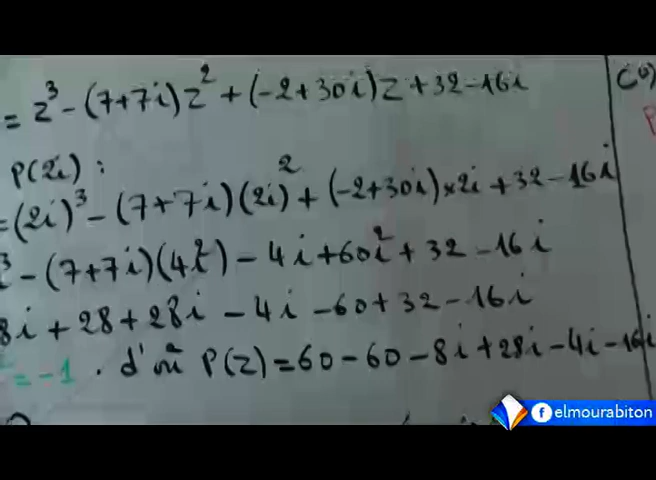 = z³ - (7+7i)z² + (-2+30i)z + 32 - 16i
P(2i) :
= (2i)³ - (7+7i)(2i)² + (-2+30i)×2i + 32 - 16i
i³ - (7+7i)(4i²) - 4i + 60i² + 32 - 16i
8i + 28 + 28i - 4i - 60 + 32 - 16i
= -1 . d'où P(z) = 60 - 60 - 8i + 28i - 4i - 16i
elmourabiton